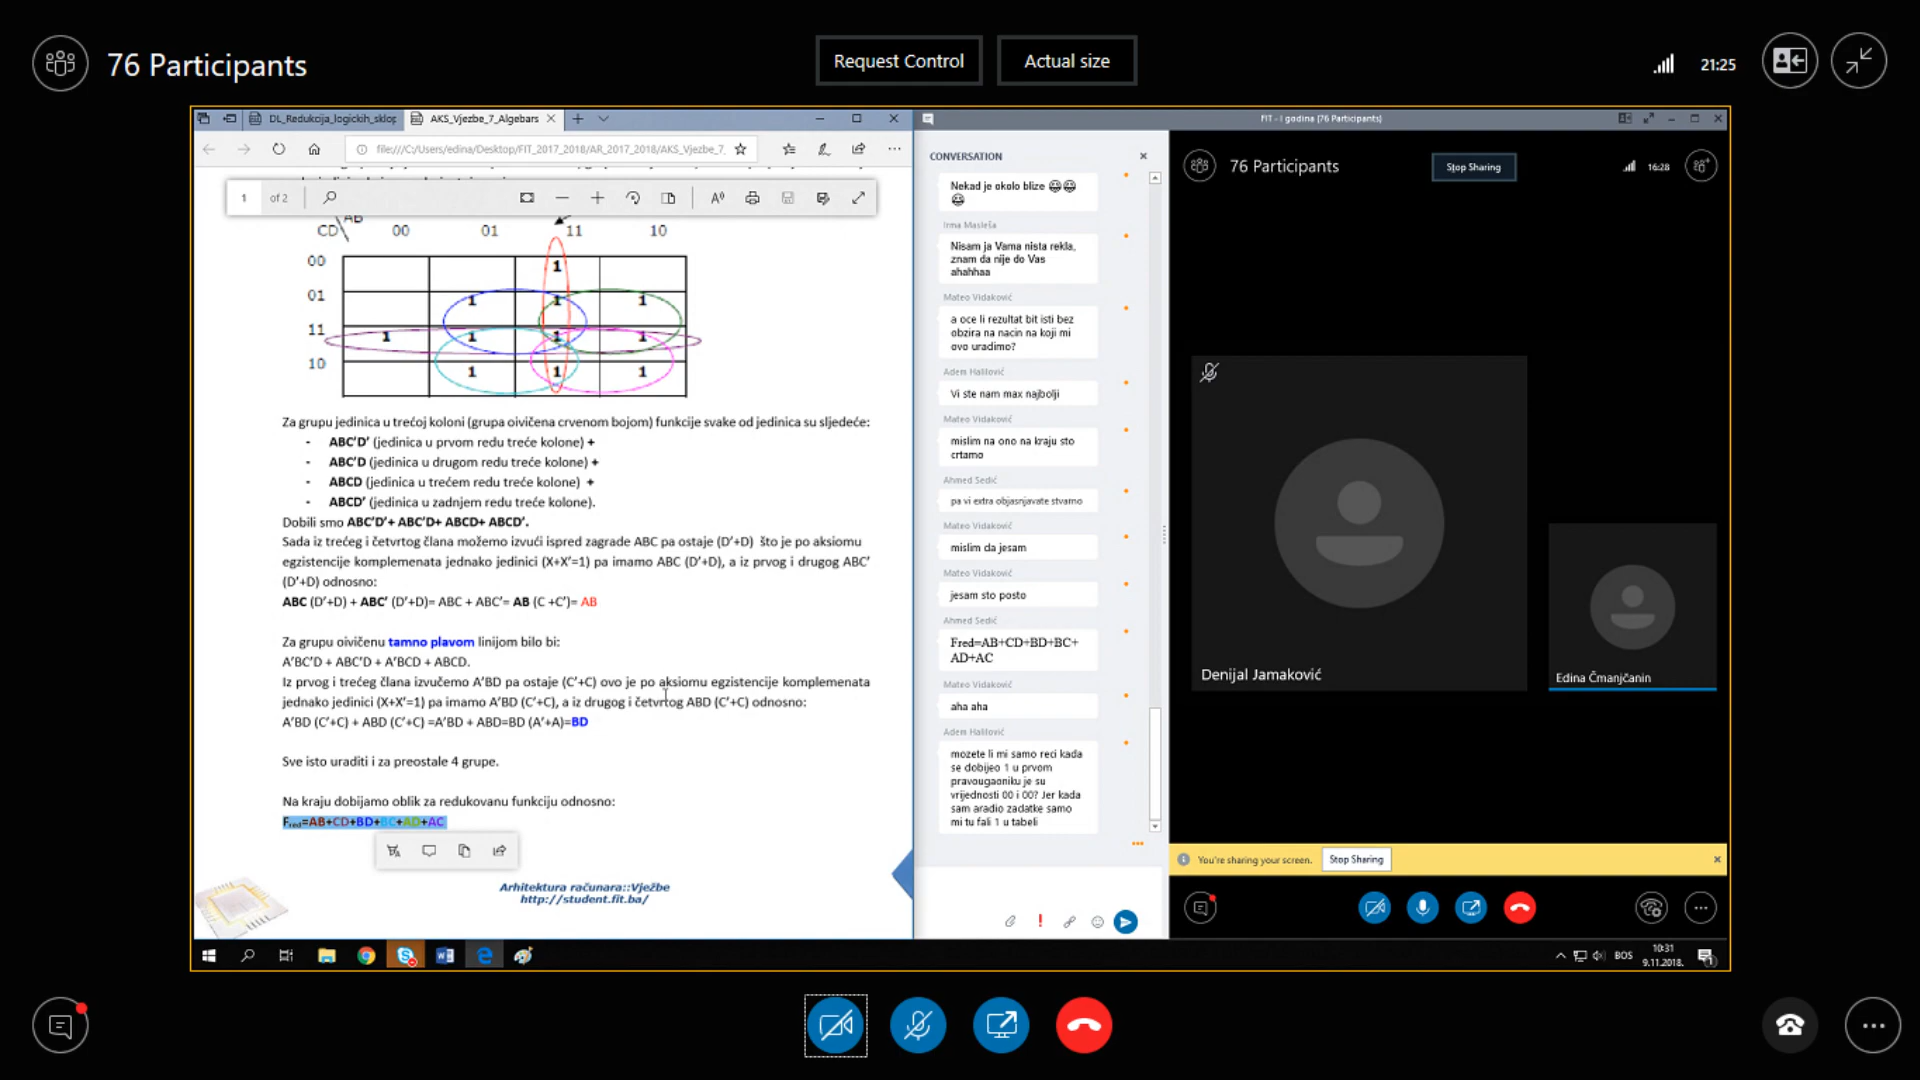 76 Participants
Request Control
Actual size
21:25
DL_Redukcija_logickih_sklop
AKS_Vjezbe_7_Algebars
file:///C:/Users/edina/Desktop/FIT_2017_2018/AR_2017_2018/AKS_Vjezbe_7_
1 of 2
AB
CD\ 00 01 11 10
00 1
01 1 1 1
11 1 1 1 1
10 1 1 1
Za grupu jedinica u trećoj koloni (grupa oivičena crvenom bojom) funkcije svake od jedinica su sljedeće:
- ABC'D' (jedinica u prvom redu treće kolone) +
- ABC'D (jedinica u drugom redu treće kolone) +
- ABCD (jedinica u trećem redu treće kolone) +
- ABCD' (jedinica u zadnjem redu treće kolone).
Dobili smo ABC'D'+ ABC'D+ ABCD+ ABCD'.
Sada iz trećeg i četvrtog člana možemo izvući ispred zagrade ABC pa ostaje (D'+D) što je po aksiomu
egzistencije komplemenata jednako jedinici (X+X'=1) pa imamo ABC (D'+D), a iz prvog i drugog ABC'
(D'+D) odnosno:
ABC (D'+D) + ABC' (D'+D)= ABC + ABC'= AB (C +C')= AB
Za grupu oivičenu tamno plavom linijom bilo bi:
A'BC'D + ABC'D + A'BCD + ABCD.
Iz prvog i trećeg člana izvučemo A'BD pa ostaje (C'+C) ovo je po aksiomu egzistencije komplemenata
jednako jedinici (X+X'=1) pa imamo A'BD (C'+C), a iz drugog i četvrtog ABD (C'+C) odnosno:
A'BD (C'+C) + ABD (C'+C) =A'BD + ABD=BD (A'+A)=BD
Sve isto uraditi i za preostale 4 grupe.
Na kraju dobijamo oblik za redukovanu funkciju odnosno:
Fred=AB+CD+BD+BC+AD+AC
Arhitektura računara::Vježbe
http://student.fit.ba/
FIT - I godina (76 Participants)
CONVERSATION
Nekad je okolo blize
Irma Masleša
Nisam ja Vama nista rekla,
znam da nije do Vas
ahahhaa
Mateo Vidaković
a oce li rezultat bit isti bez
obzira na nacin na koji mi
ovo uradimo?
Adem Halilović
Vi ste nam max najbolji
Mateo Vidaković
mislim na ono na kraju sto
crtamo
Ahmed Sedić
pa vi extra objasnjavate stvarno
Mateo Vidaković
mislim da jesam
Mateo Vidaković
jesam sto posto
Ahmed Sedić
Fred=AB+CD+BD+BC+
AD+AC
Mateo Vidaković
aha aha
Adem Halilović
mozete li mi samo reci kada
se dobijeo 1 u prvom
pravougaoniku je su
vrijednosti 00 i 00? Jer kada
sam aradio zadatke samo
mi tu fali 1 u tabeli
76 Participants
Stop Sharing
16:28
Denijal Jamaković
Edina Čmanjčanin
You're sharing your screen.
Stop Sharing
BOS
10:31
9.11.2018.